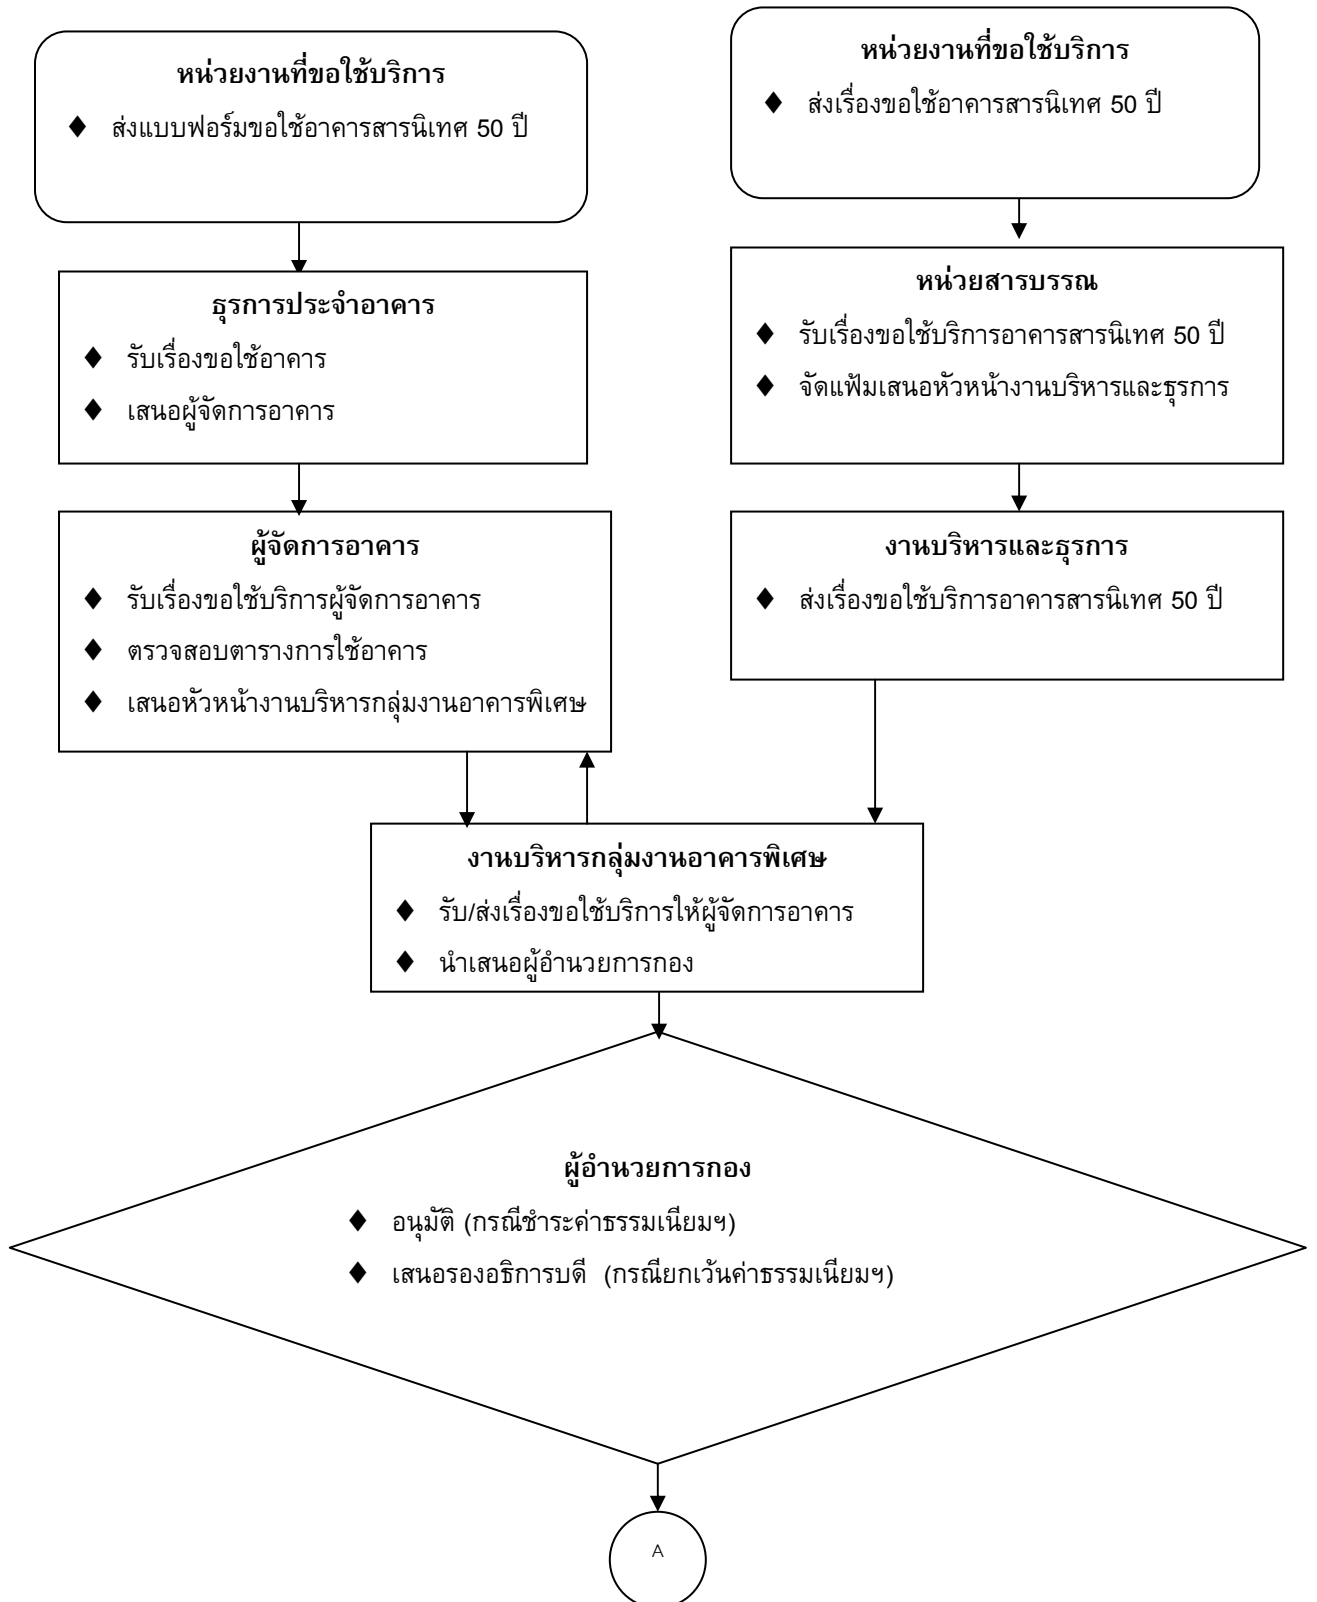 หน่วยงานที่ขอใช้บริการ
♦ ส่งแบบฟอร์มขอใช้อาคารสารนิเทศ 50 ปี
หน่วยงานที่ขอใช้บริการ
♦ ส่งเรื่องขอใช้อาคารสารนิเทศ 50 ปี
ธุรการประจำอาคาร
♦ รับเรื่องขอใช้อาคาร
♦ เสนอผู้จัดการอาคาร
หน่วยสารบรรณ
♦ รับเรื่องขอใช้บริการอาคารสารนิเทศ 50 ปี
♦ จัดแฟ้มเสนอหัวหน้างานบริหารและธุรการ
ผู้จัดการอาคาร
♦ รับเรื่องขอใช้บริการผู้จัดการอาคาร
♦ ตรวจสอบตารางการใช้อาคาร
♦ เสนอหัวหน้างานบริหารกลุ่มงานอาคารพิเศษ
งานบริหารและธุรการ
♦ ส่งเรื่องขอใช้บริการอาคารสารนิเทศ 50 ปี
งานบริหารกลุ่มงานอาคารพิเศษ
♦ รับ/ส่งเรื่องขอใช้บริการให้ผู้จัดการอาคาร
♦ นำเสนอผู้อำนวยการกอง
ผู้อำนวยการกอง
♦ อนุมัติ (กรณีชำระค่าธรรมเนียมฯ)
♦ เสนอรองอธิการบดี (กรณียกเว้นค่าธรรมเนียมฯ)
A